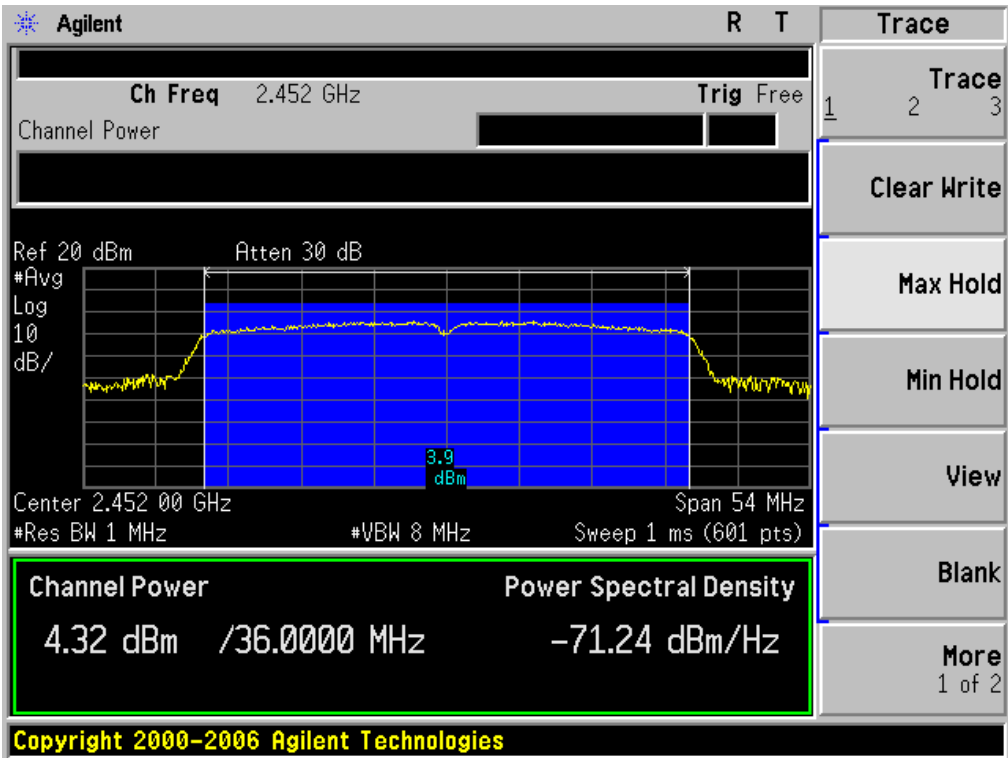 Agilent R T Trace
Ch Freq 2.452 GHz Trig Free
Channel Power
Trace
1 2 3
Clear Write
Max Hold
Min Hold
View
Blank
More
1 of 2
Ref 20 dBm Atten 30 dB
#Avg
Log
10
dB/
3.9
dBm
Center 2.452 00 GHz Span 54 MHz
#Res BW 1 MHz #VBW 8 MHz Sweep 1 ms (601 pts)
Channel Power Power Spectral Density
4.32 dBm /36.0000 MHz -71.24 dBm/Hz
Copyright 2000-2006 Agilent Technologies